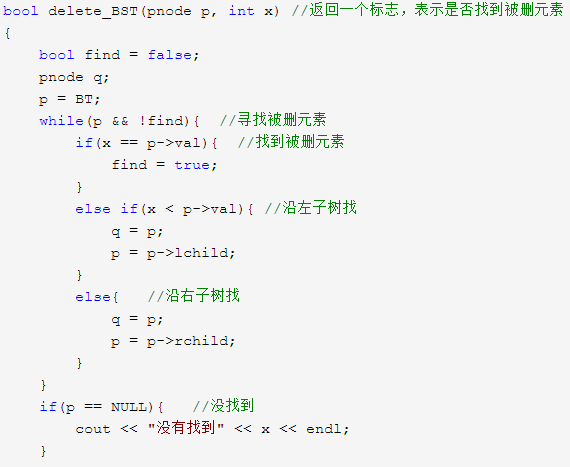 bool delete_BST(pnode p, int x) //返回一个标志，表示是否找到被删元素
{
    bool find = false;
    pnode q;
    p = BT;
    while(p && !find){  //寻找被删元素
        if(x == p->val){  //找到被删元素
            find = true;
        }
        else if(x < p->val){ //沿左子树找
            q = p;
            p = p->lchild;
        }
        else{   //沿右子树找
            q = p;
            p = p->rchild;
        }
    }
    if(p == NULL){   //没找到
        cout << "没有找到" << x << endl;
    }